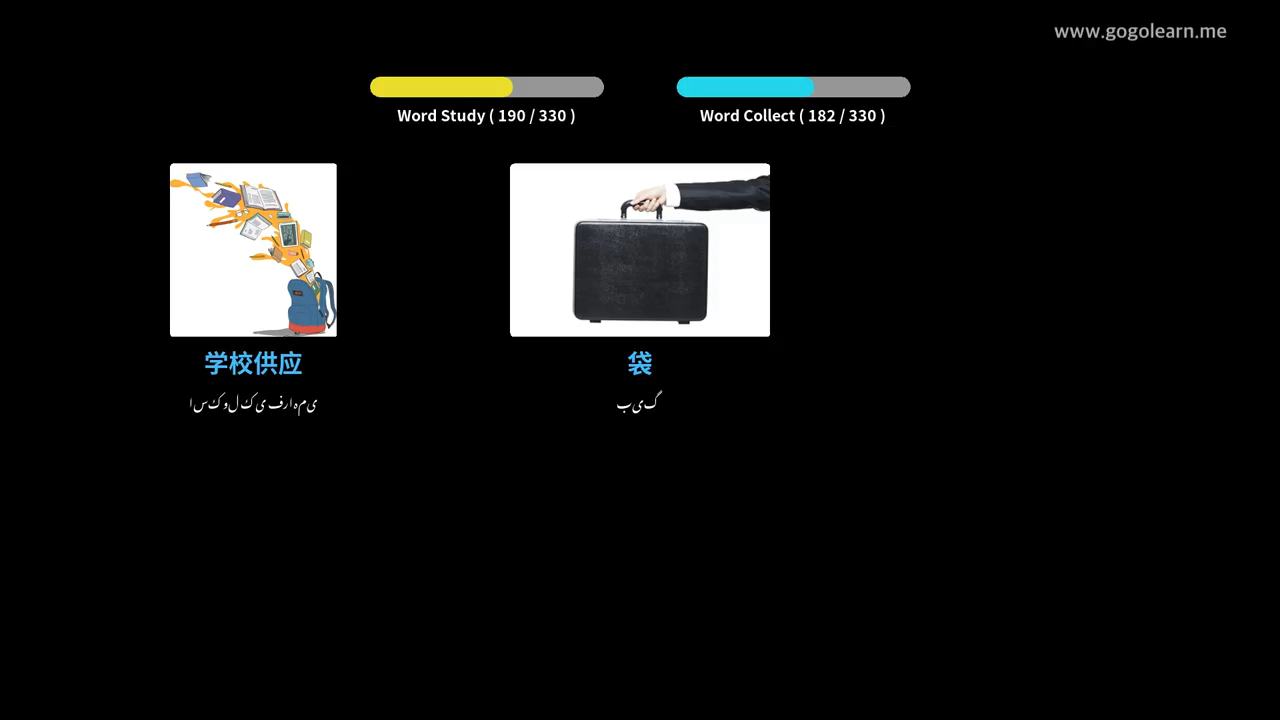 www.gogolearn.me
Word Study ( 190 / 330 )
Word Collect ( 182 / 330 )
学校供应
اسکول کی فراہمی
袋
بیگ